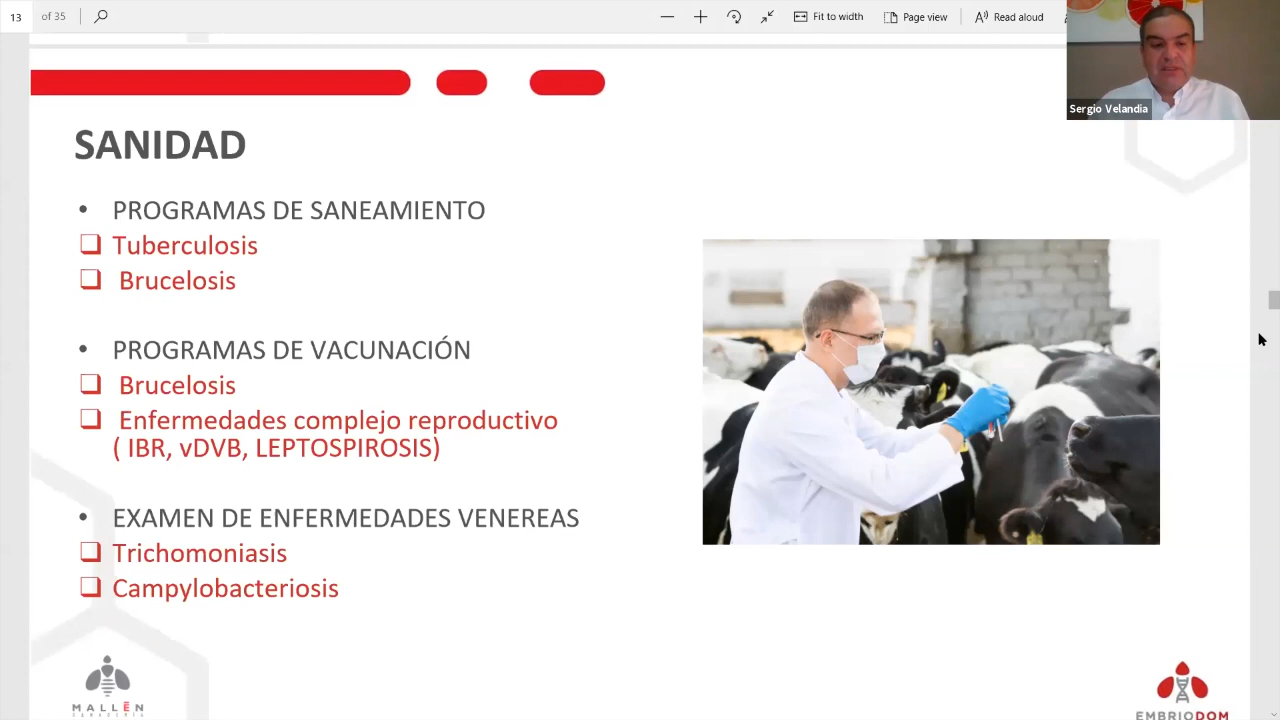 13 of 35
Fit to width
Page view
Read aloud
Sergio Velandia
SANIDAD
• PROGRAMAS DE SANEAMIENTO
❑ Tuberculosis
❑ Brucelosis
• PROGRAMAS DE VACUNACIÓN
❑ Brucelosis
❑ Enfermedades complejo reproductivo
( IBR, vDVB, LEPTOSPIROSIS)
• EXAMEN DE ENFERMEDADES VENEREAS
❑ Trichomoniasis
❑ Campylobacteriosis
MALLÉN
EMBRIODOM